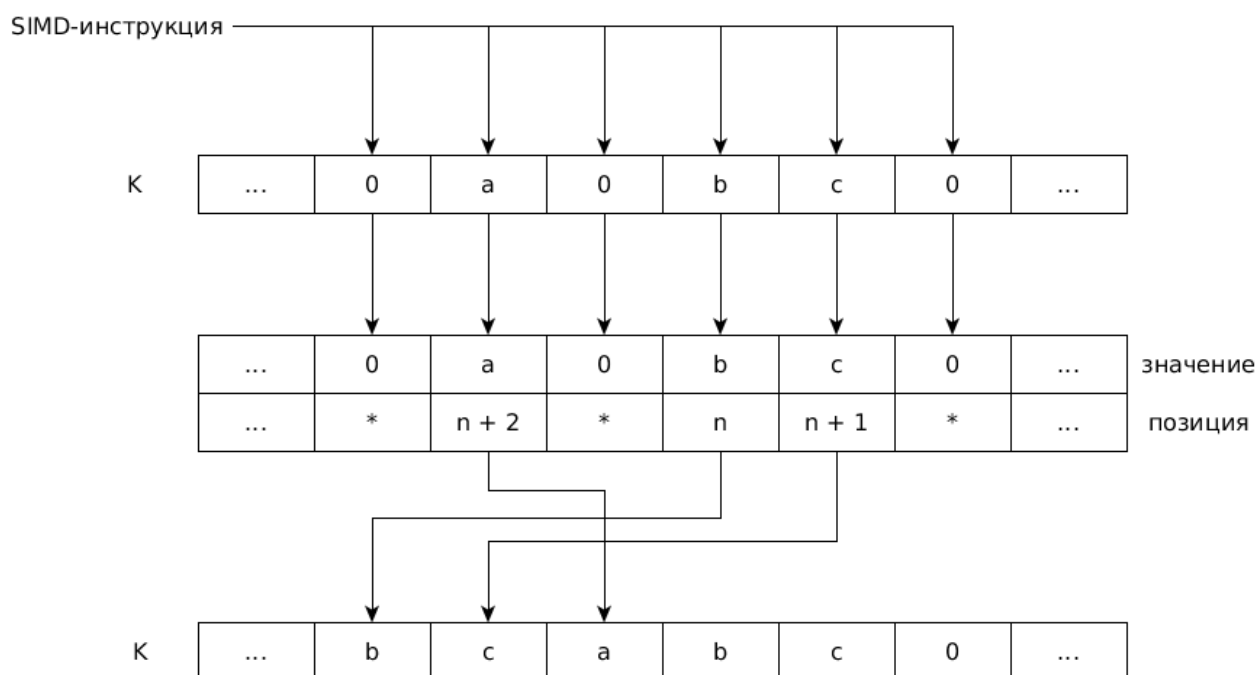 SIMD-инструкция
K ... 0 a 0 b c 0 ...
... 0 a 0 b c 0 ... значение
... * n + 2 * n n + 1 * ... позиция
K ... b c a b c 0 ...